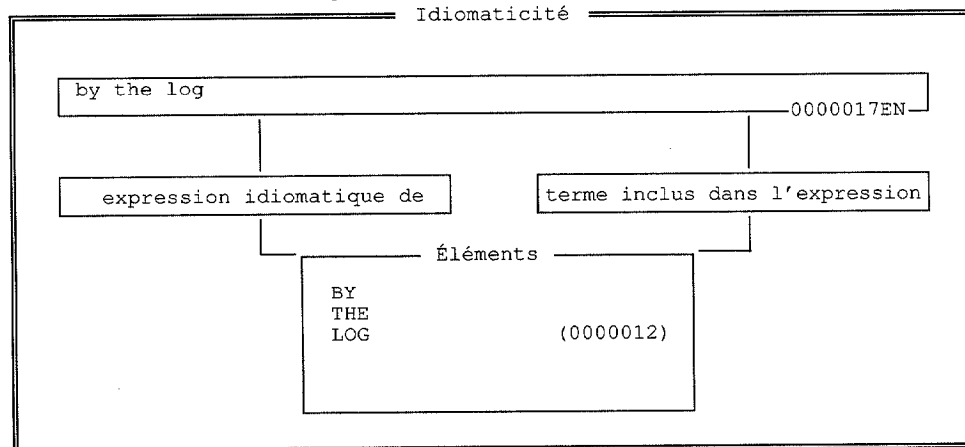 Idiomaticité
by the log
0000017EN
expression idiomatique de
terme inclus dans l'expression
Éléments
BY
THE
LOG (0000012)